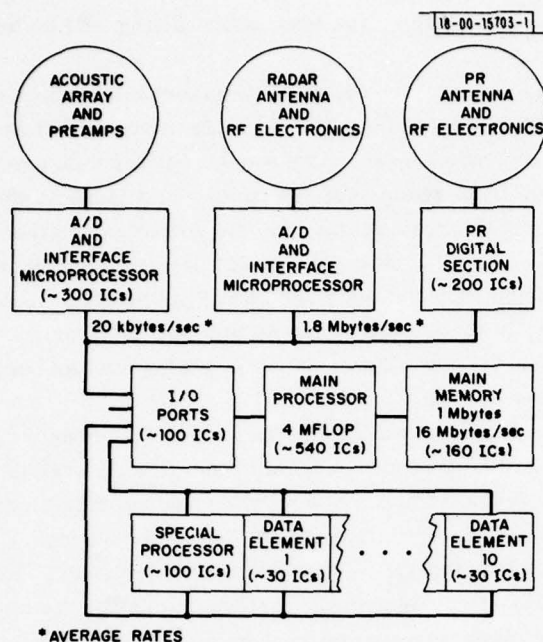 18-00-15703-1
ACOUSTIC
ARRAY
AND
PREAMPS
RADAR
ANTENNA
AND
RF ELECTRONICS
PR
ANTENNA
AND
RF ELECTRONICS
A/D
AND
INTERFACE
MICROPROCESSOR
(~300 ICs)
A/D
AND
INTERFACE
MICROPROCESSOR
PR
DIGITAL
SECTION
(~200 ICs)
20 kbytes/sec*
1.8 Mbytes/sec*
I/O
PORTS
(~100 ICs)
MAIN
PROCESSOR
4 MFLOP
(~540 ICs)
MAIN
MEMORY
1 Mbytes
16 Mbytes/sec
(~160 ICs)
SPECIAL
PROCESSOR
(~100 ICs)
DATA
ELEMENT
1
(~30 ICs)
. . .
DATA
ELEMENT
10
(~30 ICs)
*AVERAGE RATES